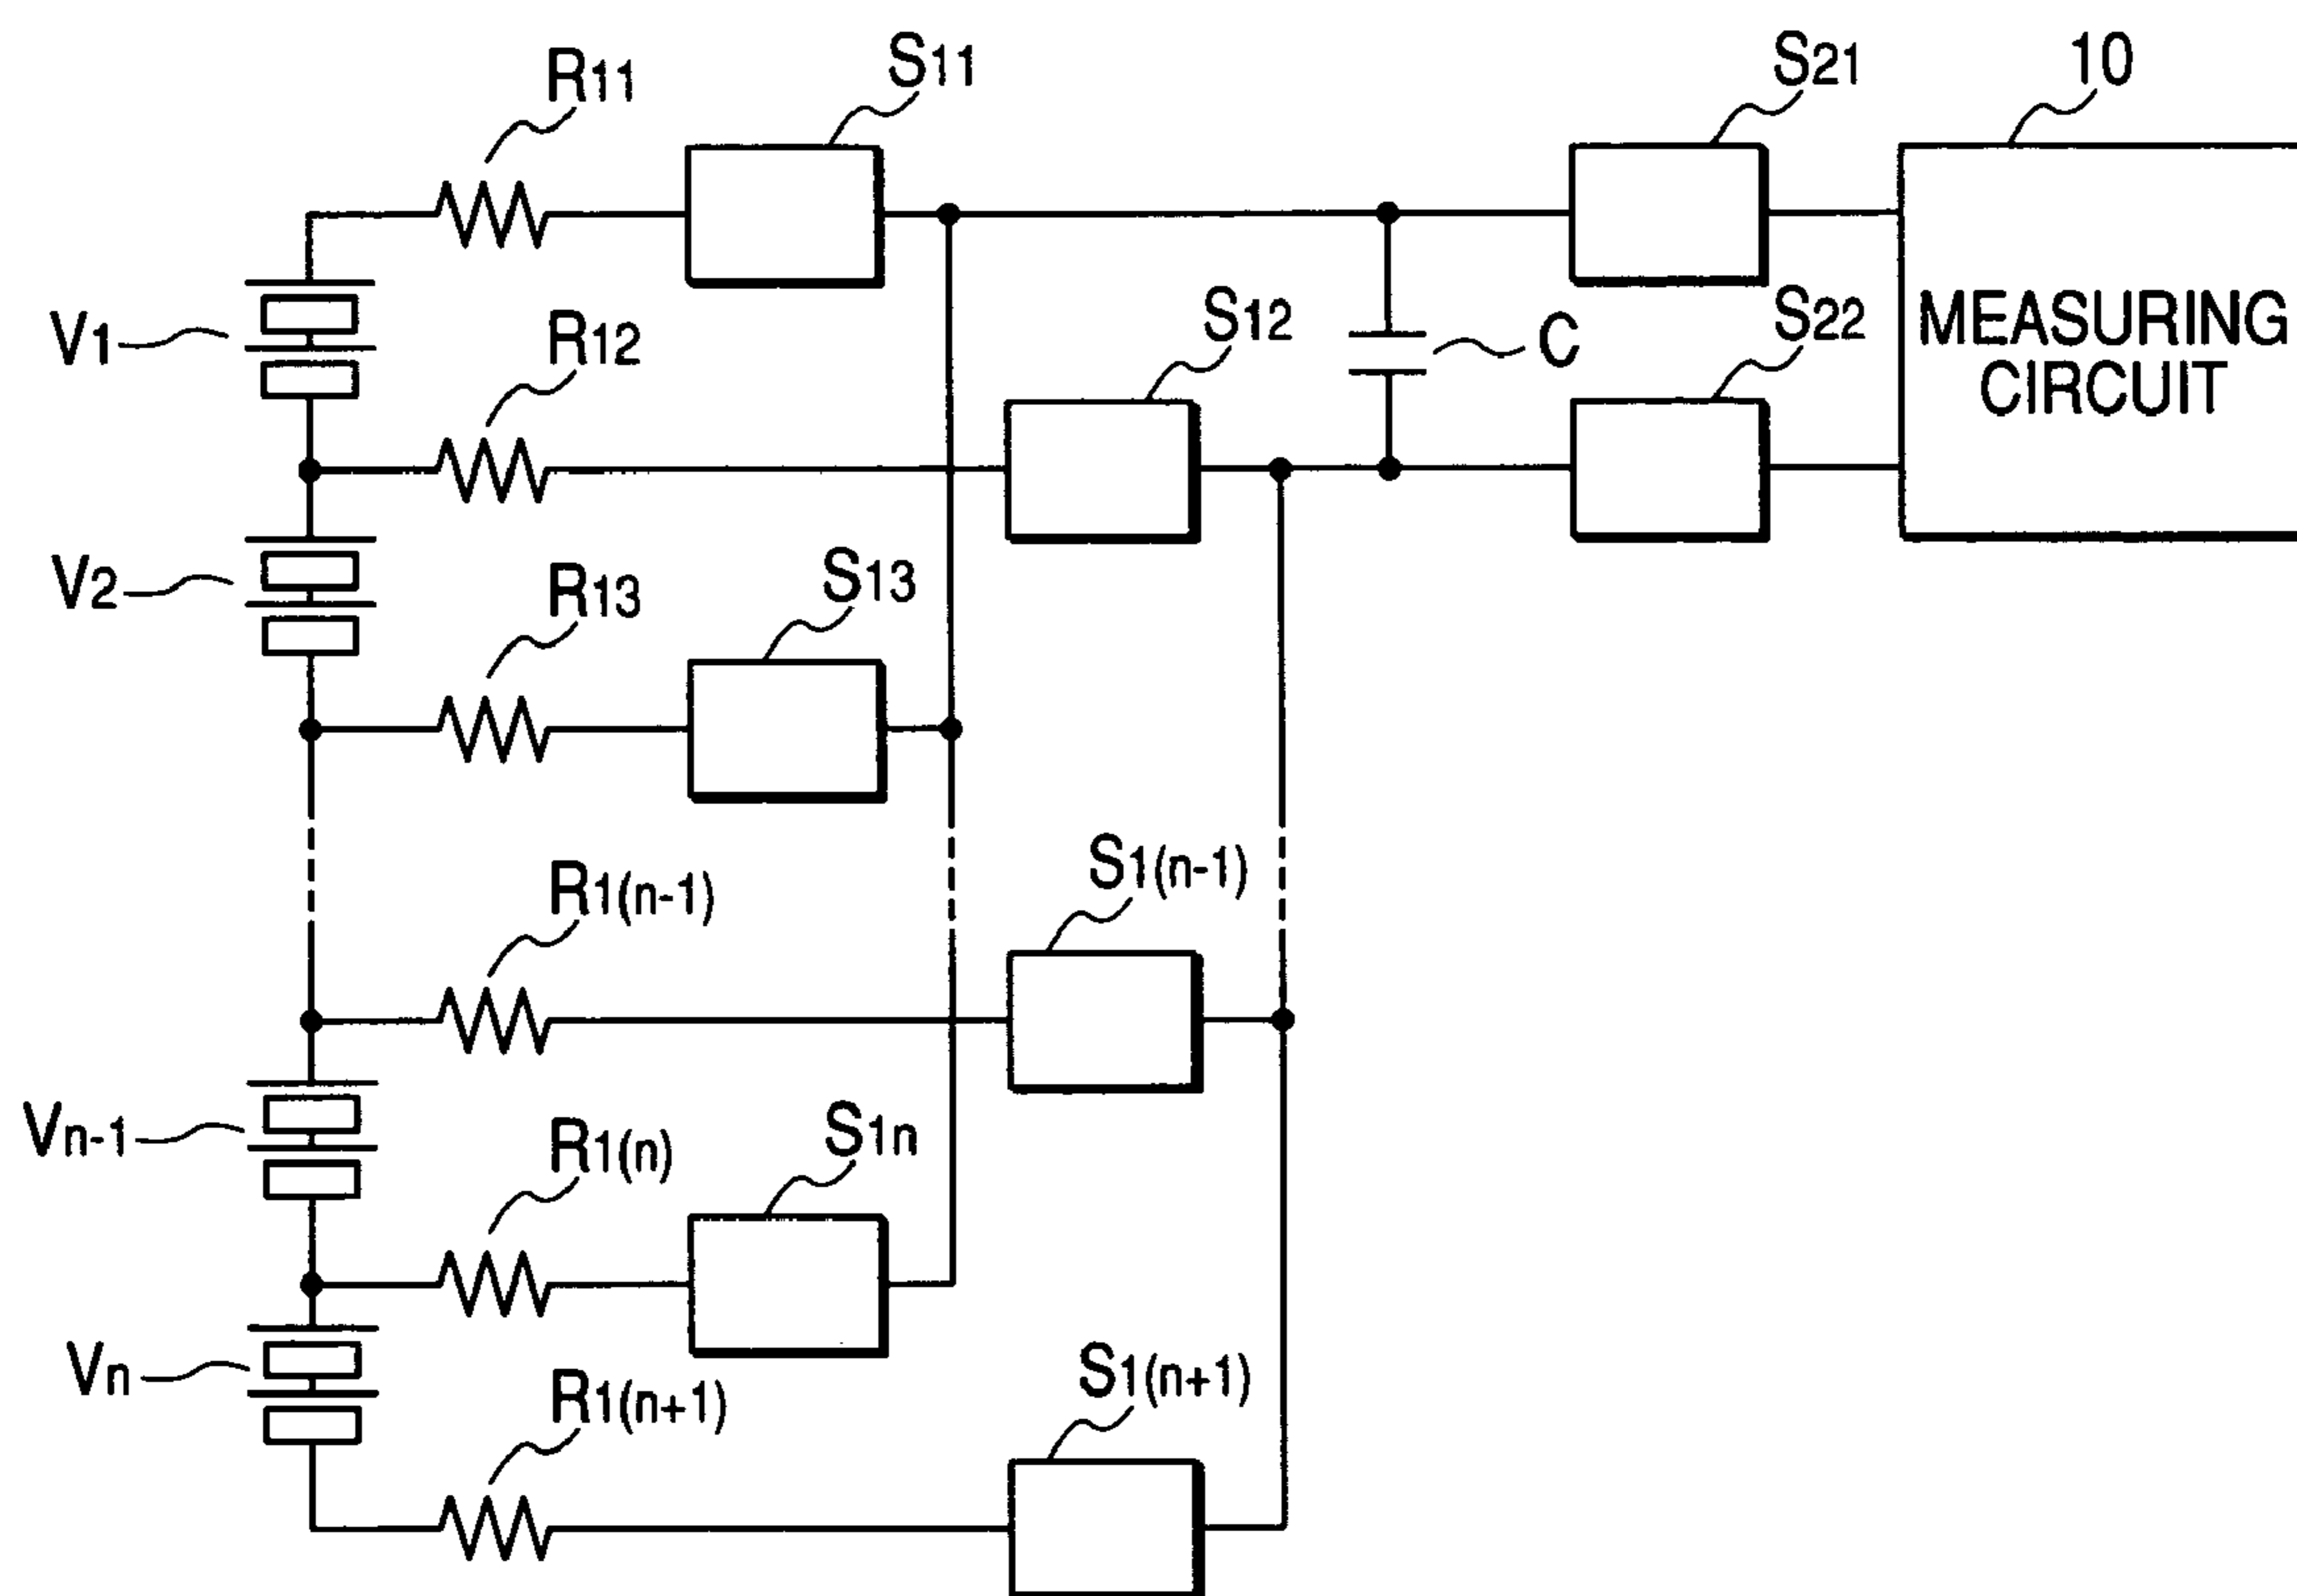 R11
S11
S21
10
V1
R12
S12
C
S22
MEASURING
CIRCUIT
V2
R13
S13
R1(n-1)
S1(n-1)
Vn-1
R1(n)
S1n
Vn
R1(n+1)
S1(n+1)